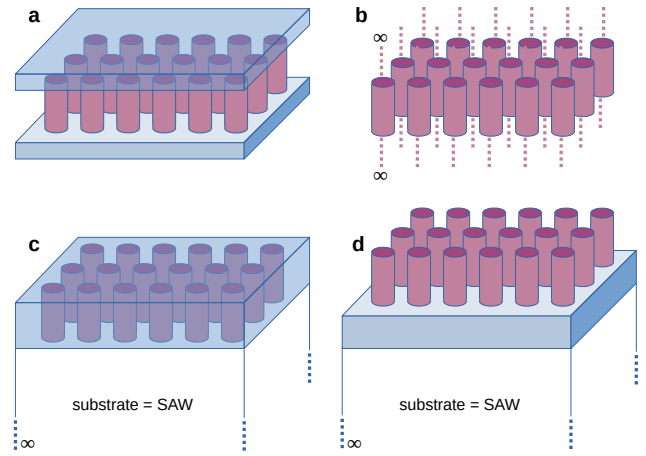 a
b
∞
∞
c
d
substrate = SAW
substrate = SAW
∞
∞